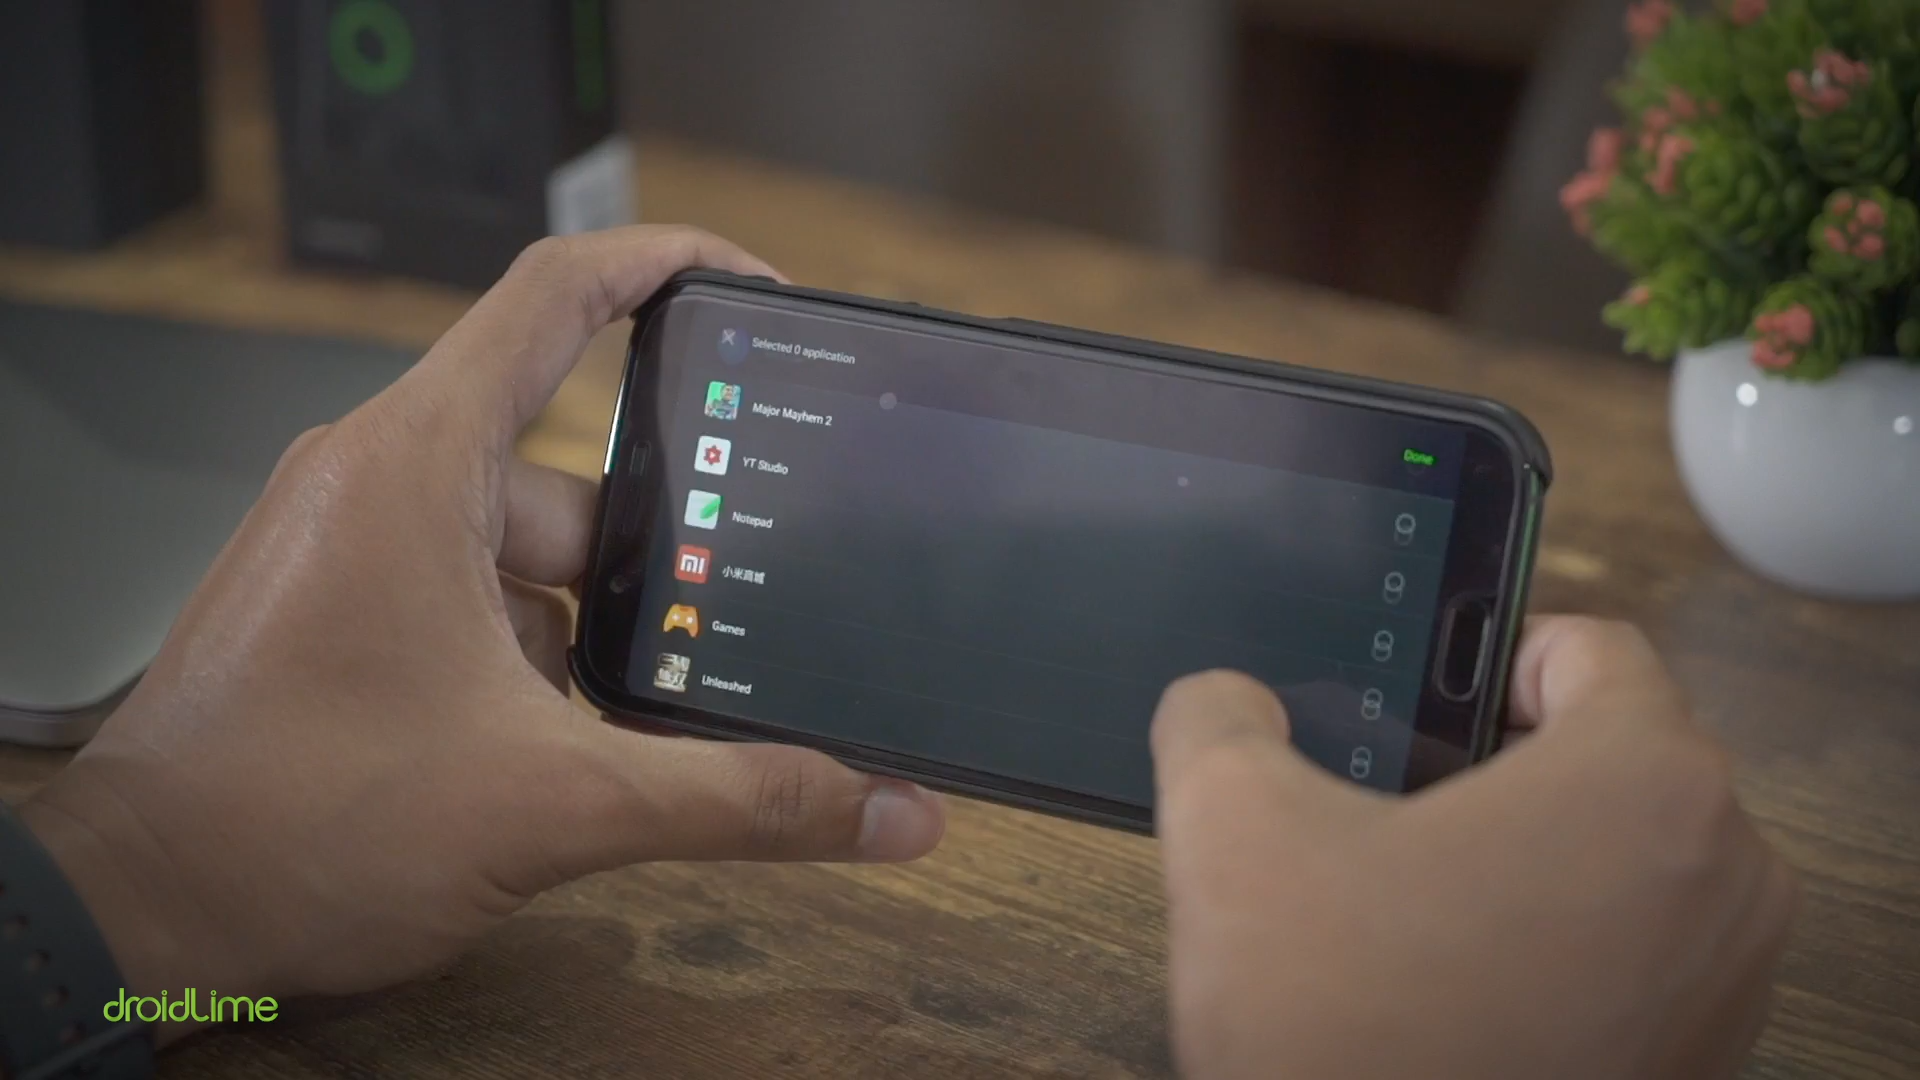 Selected 0 application
Major Mayhem 2
Done
YT Studio
Notepad
小米商城
Games
Unleashed
droidLime